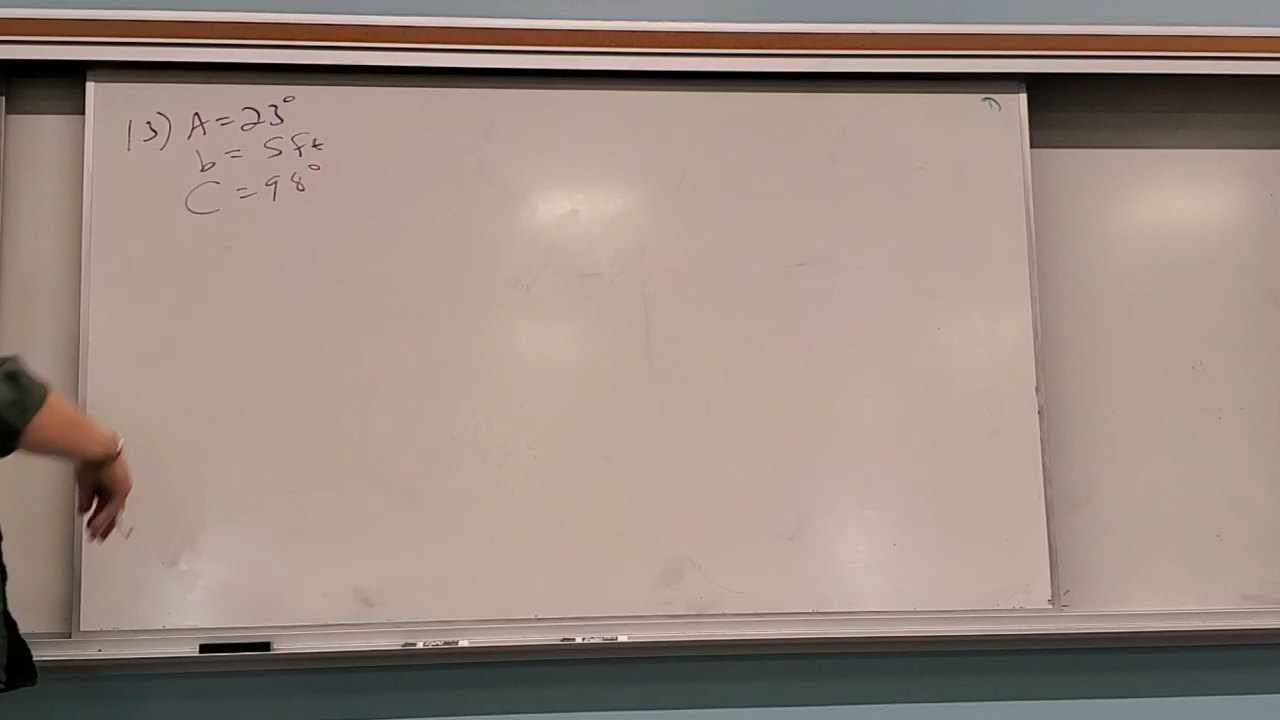 13) A = 23°
b = 5ft
C = 98°